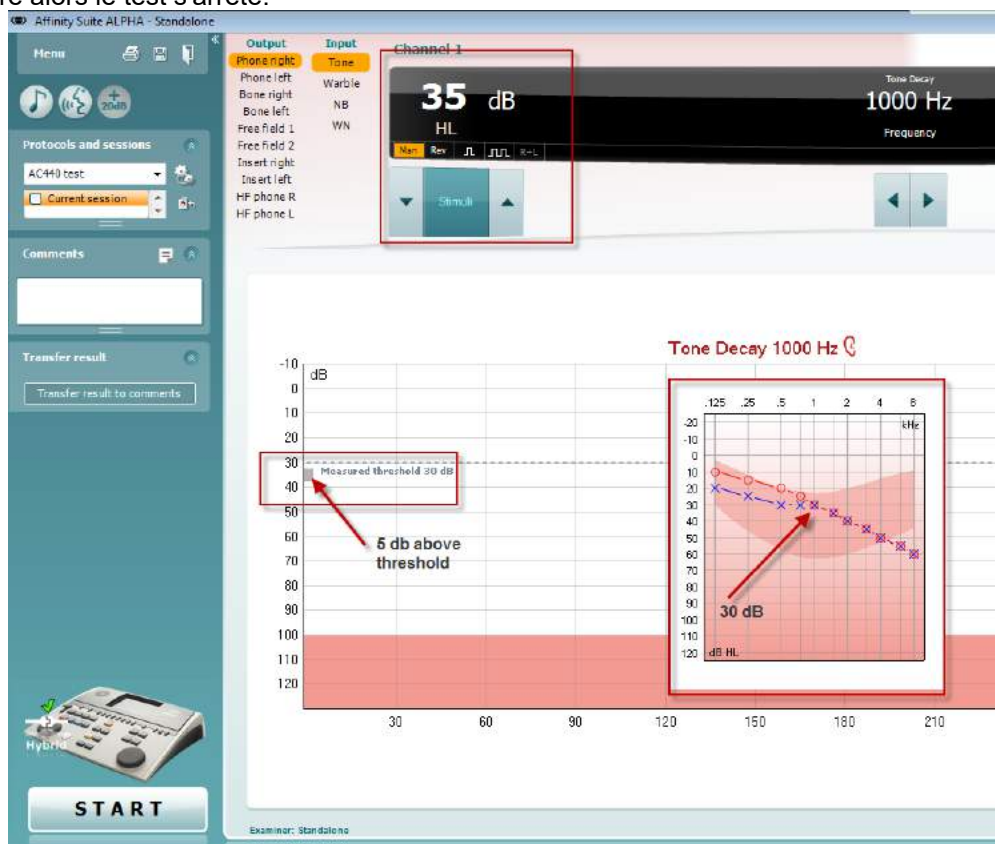 re alors le test s'arrête.
Affinity Suite ALPHA - Standalone
Menu
+ 20dB
Protocols and sessions
AC440 test
Current session
Comments
Transfer result
Transfer result to comments
Hybrid
START
Output
Phone right
Phone left
Bone right
Bone left
Free field 1
Free field 2
Insert right
Insert left
HF phone R
HF phone L
Input
Tone
Warble
NB
WN
Channel 1
35 dB
HL
Man Rev R+L
Stimuli
Tone Decay
1000 Hz
Frequency
Tone Decay 1000 Hz
-10
dB
0
10
20
30
Measured threshold 30 dB
40
50
60
70
80
90
100
110
120
5 db above
threshold
30 60 90 120 150 180 210
.125 .25 .5 1 2 4 8
kHz
-20
-10
0
10
20
30
40
50
60
70
80
90
100
110
120
dB HL
30 dB
Examiner: Standalone